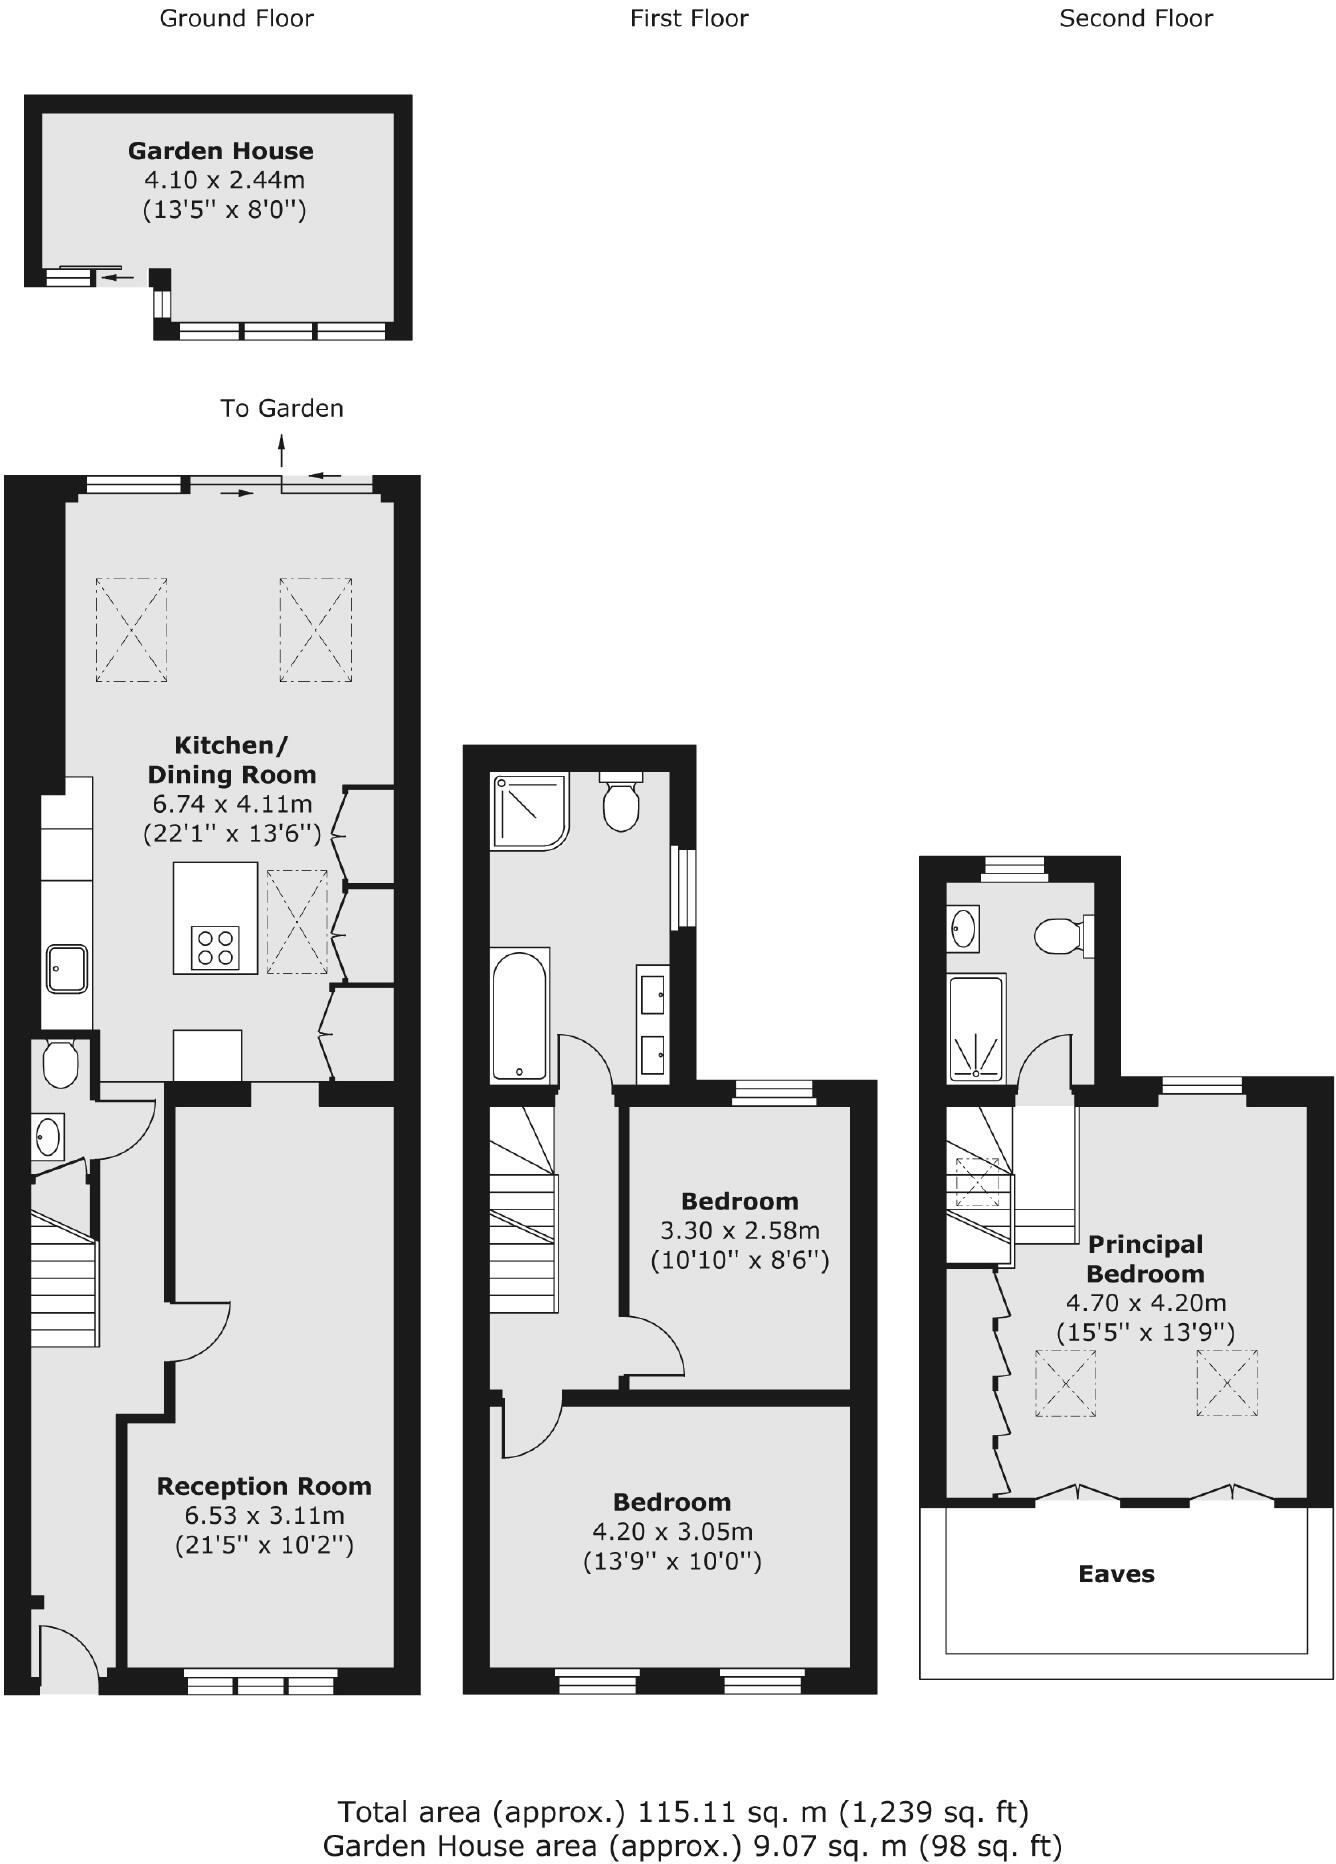 Ground Floor
First Floor
Second Floor
Garden House
4.10 x 2.44m
(13'5'' x 8'0'')
To Garden
Kitchen/
Dining Room
6.74 x 4.11m
(22'1'' x 13'6'')
Reception Room
6.53 x 3.11m
(21'5'' x 10'2'')
Bedroom
3.30 x 2.58m
(10'10'' x 8'6'')
Bedroom
4.20 x 3.05m
(13'9'' x 10'0'')
Principal
Bedroom
4.70 x 4.20m
(15'5'' x 13'9'')
Eaves
Total area (approx.) 115.11 sq. m (1,239 sq. ft)
Garden House area (approx.) 9.07 sq. m (98 sq. ft)